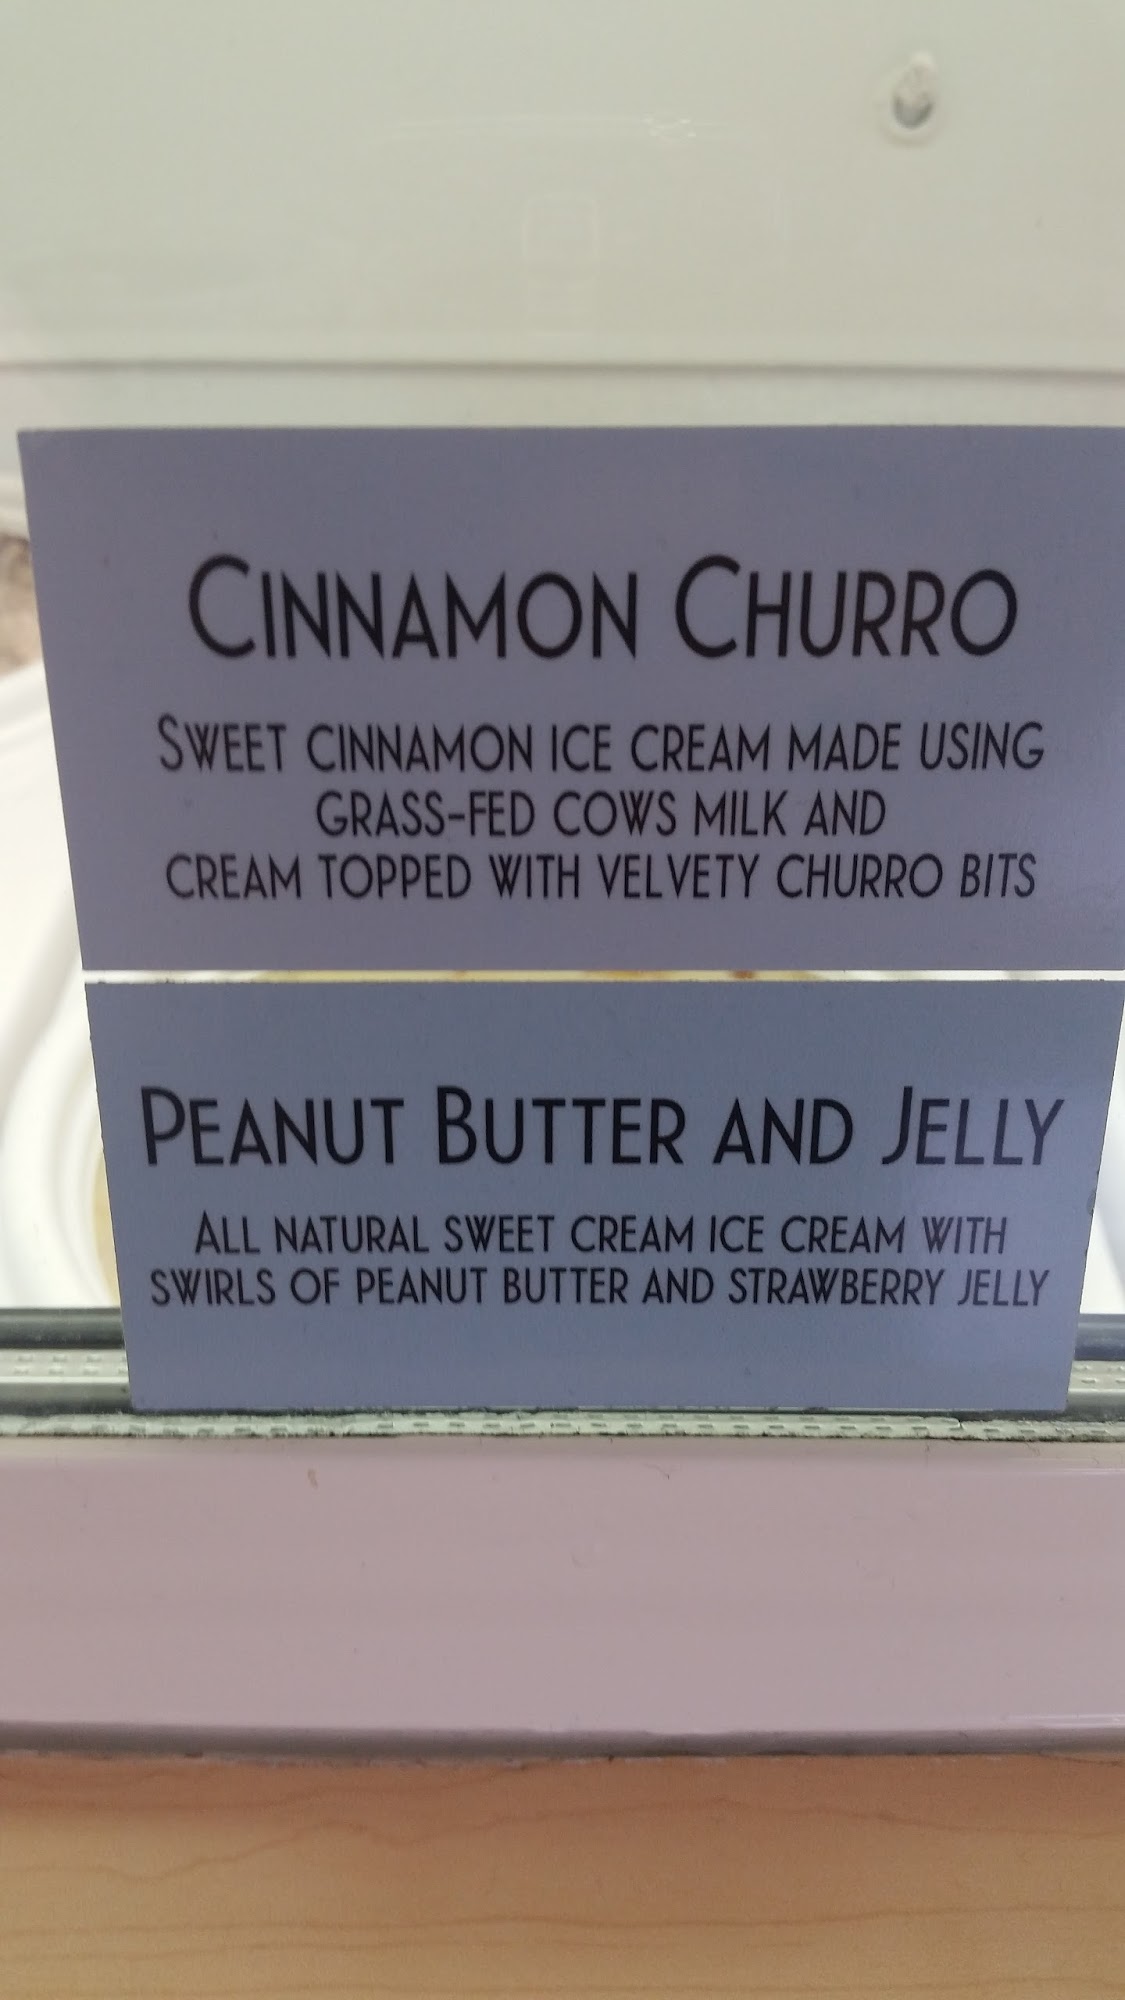 CINNAMON CHURRO
SWEET CINNAMON ICE CREAM MADE USING
GRASS-FED COWS MILK AND
CREAM TOPPED WITH VELVETY CHURRO BITS
PEANUT BUTTER AND JELLY
ALL NATURAL SWEET CREAM ICE CREAM WITH
SWIRLS OF PEANUT BUTTER AND STRAWBERRY JELLY